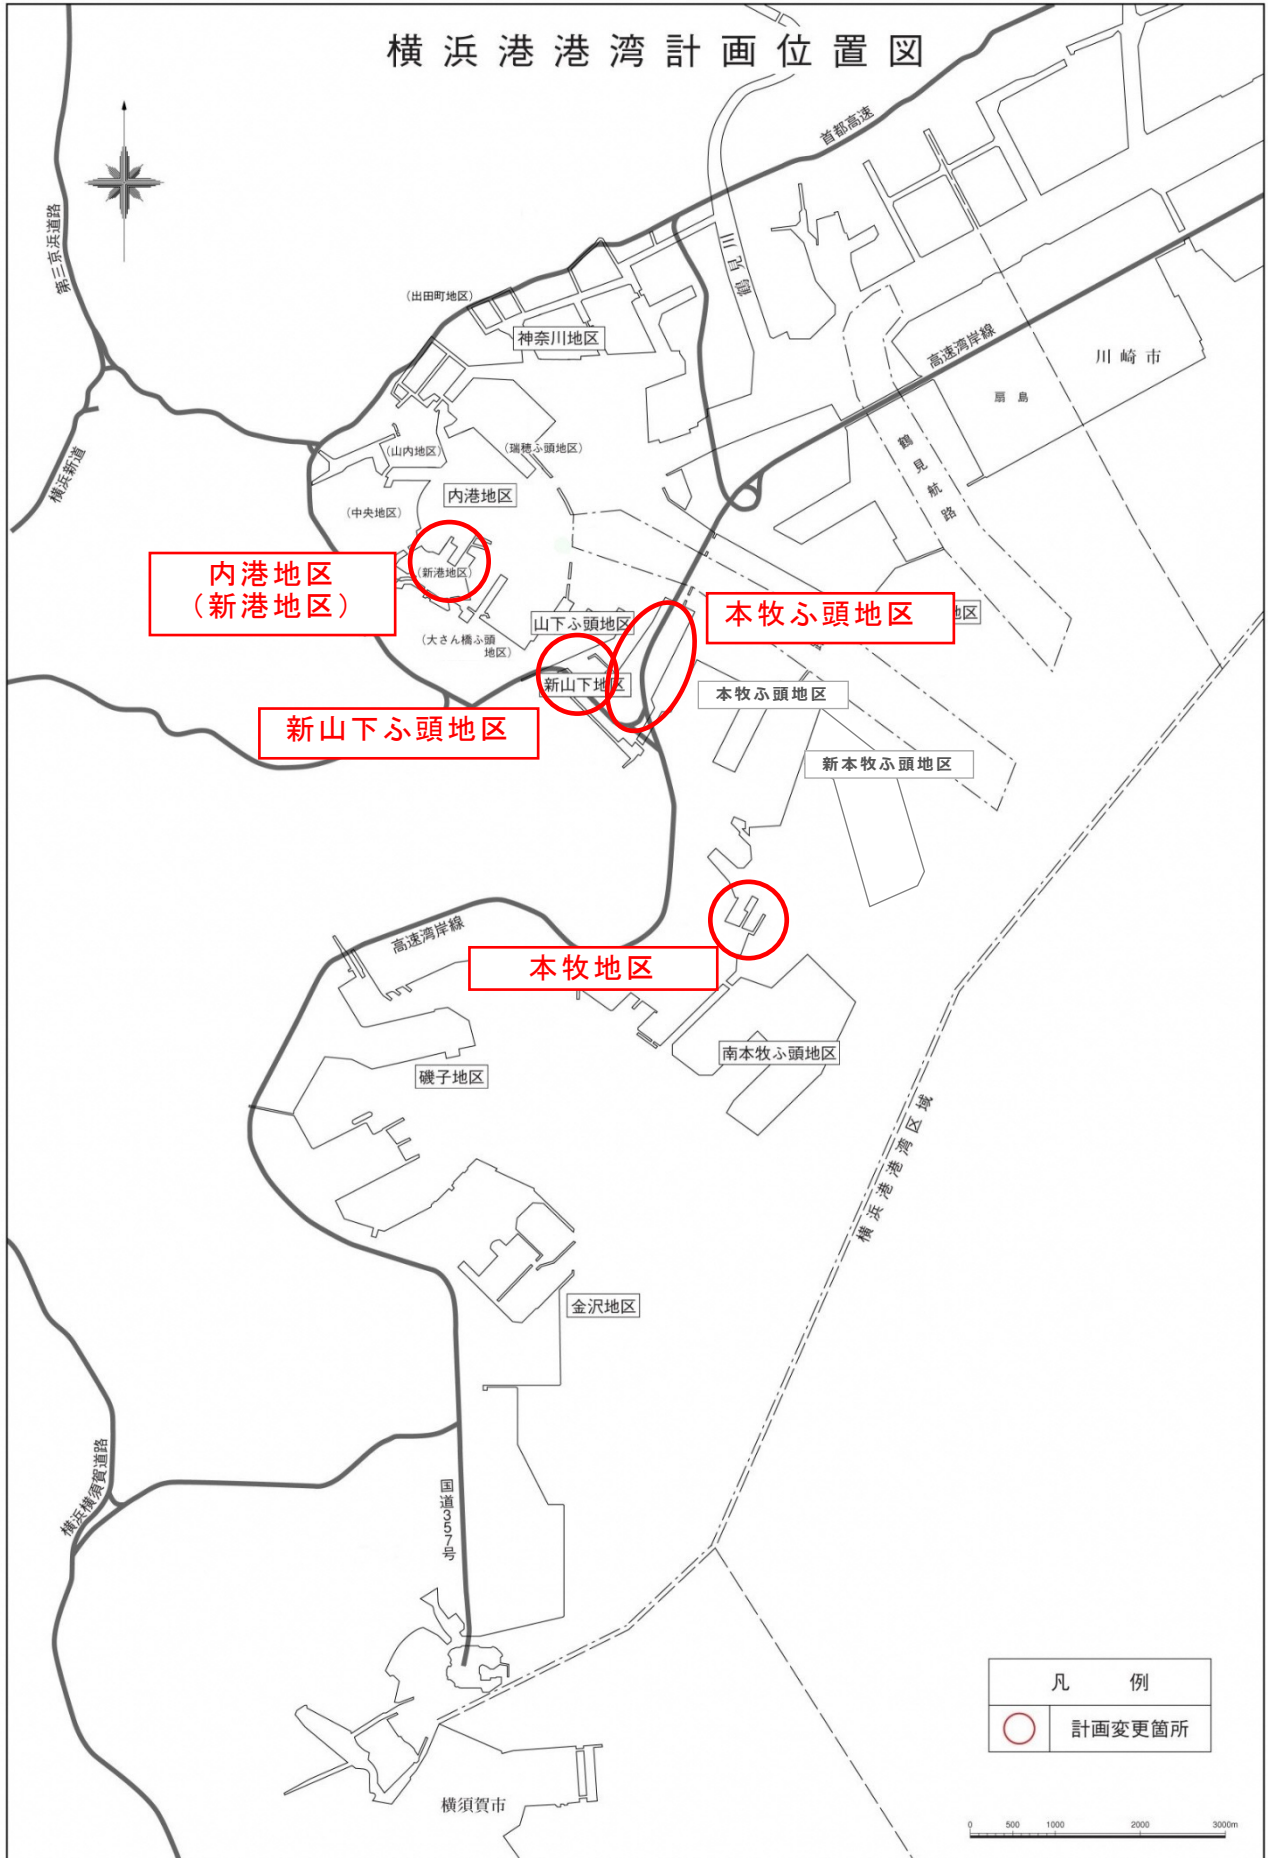 横浜港港湾計画位置図
首都高速
第三京浜道路
鶴見川
(出田町地区)
神奈川地区
高速湾岸線
川崎市
扇島
横浜新道
(山内地区)
(瑞穂ふ頭地区)
鶴見航路
内港地区
(中央地区)
内港地区
(新港地区)
(新港地区)
山下ふ頭地区
本牧ふ頭地区
地区
(大さん橋ふ頭
地区)
新山下地区
本牧ふ頭地区
新山下ふ頭地区
新本牧ふ頭地区
高速湾岸線
本牧地区
南本牧ふ頭地区
磯子地区
横浜港港湾区域
金沢地区
横浜横須賀道路
国道357号
凡例
計画変更箇所
横須賀市
0 500 1000 2000 3000m